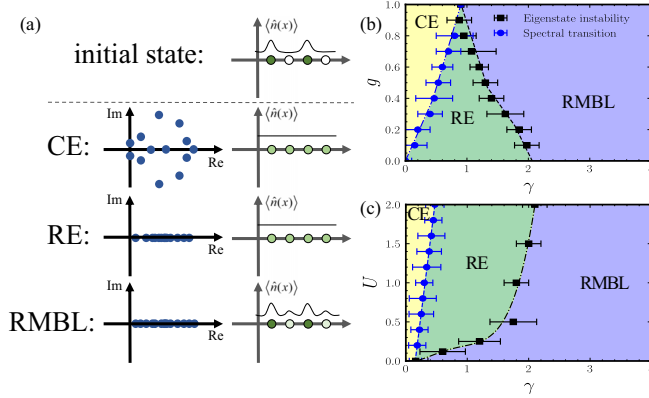 (a)
initial state:
⟨n̂(x)⟩
CE:
Im
Re
⟨n̂(x)⟩
RE:
Im
Re
⟨n̂(x)⟩
RMBL:
Im
Re
⟨n̂(x)⟩
(b)
g
1.0
0.8
0.6
0.4
0.2
0.0
CE
Eigenstate instability
Spectral transition
RE
RMBL
0 1 2 3 4
γ
(c)
U
2.0
1.5
1.0
0.5
0.0
CE
RE
RMBL
0 1 2 3
γ